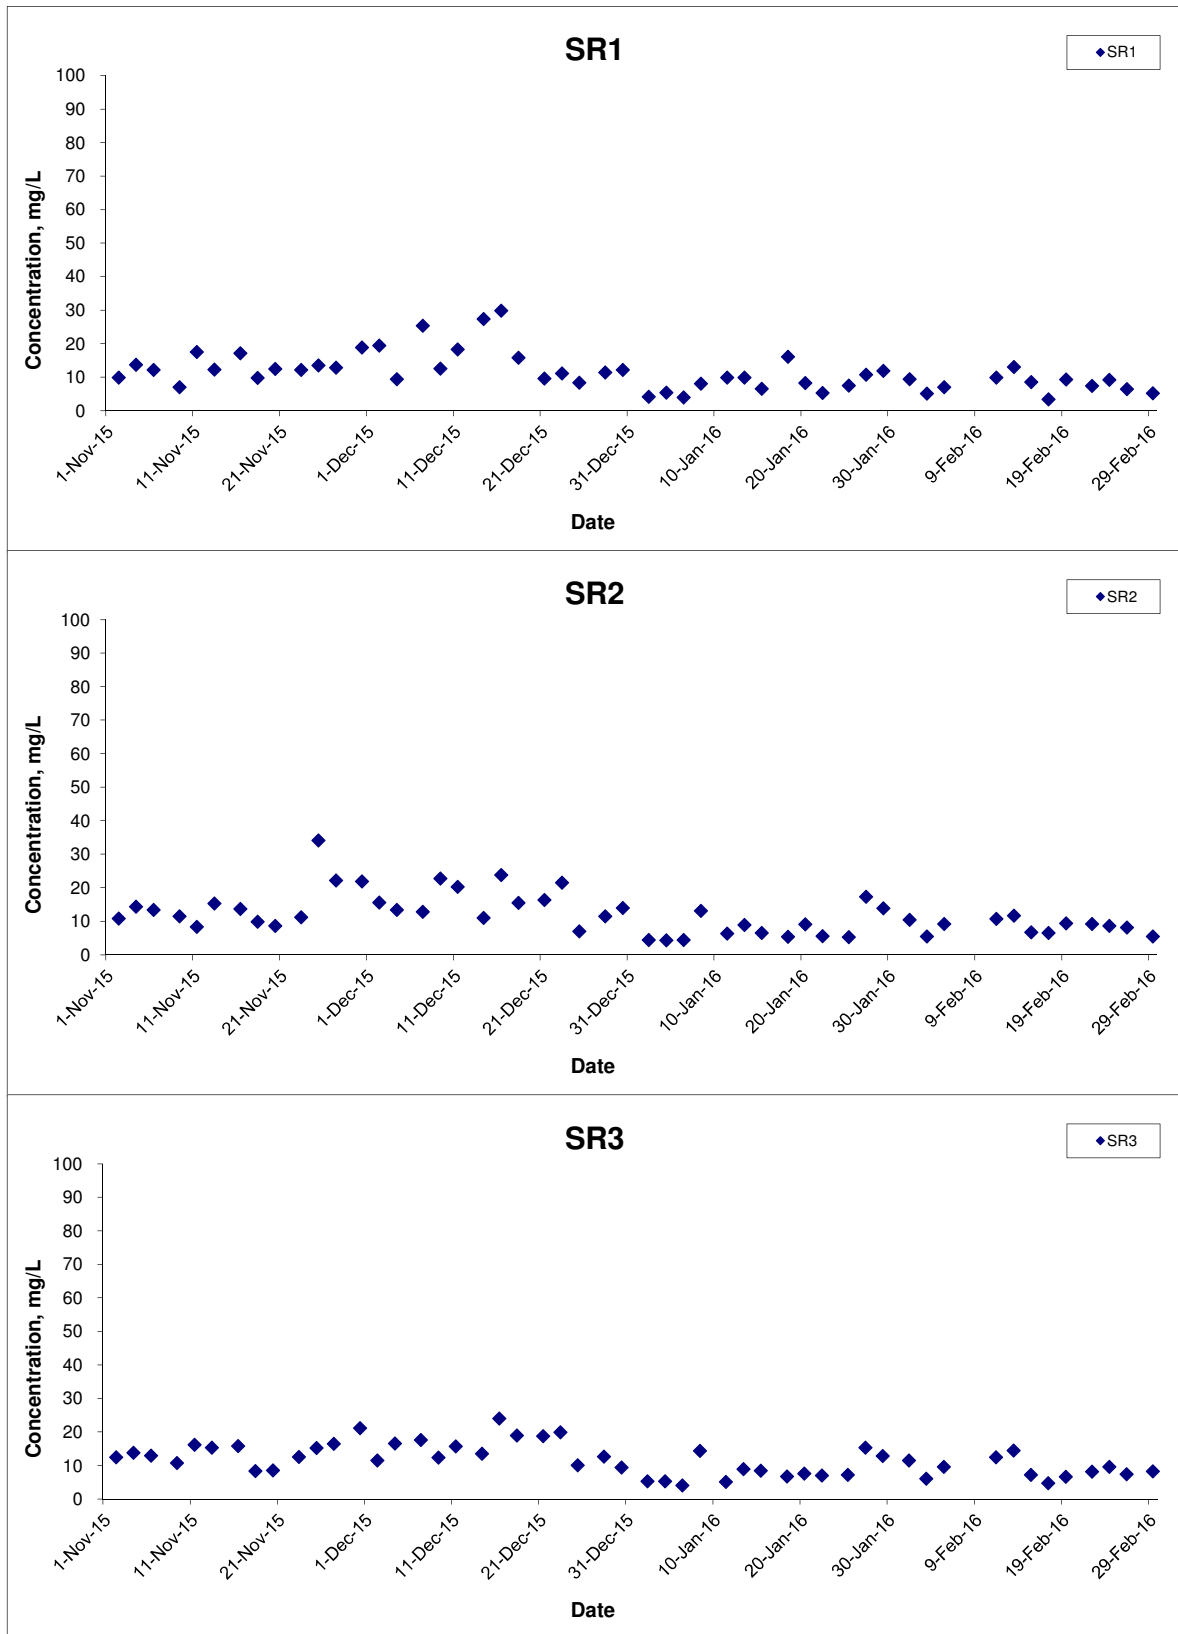 SR1
SR1
100
90
80
70
60
50
40
30
20
10
0
Concentration, mg/L
1-Nov-15
11-Nov-15
21-Nov-15
1-Dec-15
11-Dec-15
21-Dec-15
31-Dec-15
10-Jan-16
20-Jan-16
30-Jan-16
9-Feb-16
19-Feb-16
29-Feb-16
Date
SR2
SR2
100
90
80
70
60
50
40
30
20
10
0
Concentration, mg/L
1-Nov-15
11-Nov-15
21-Nov-15
1-Dec-15
11-Dec-15
21-Dec-15
31-Dec-15
10-Jan-16
20-Jan-16
30-Jan-16
9-Feb-16
19-Feb-16
29-Feb-16
Date
SR3
SR3
100
90
80
70
60
50
40
30
20
10
0
Concentration, mg/L
1-Nov-15
11-Nov-15
21-Nov-15
1-Dec-15
11-Dec-15
21-Dec-15
31-Dec-15
10-Jan-16
20-Jan-16
30-Jan-16
9-Feb-16
19-Feb-16
29-Feb-16
Date